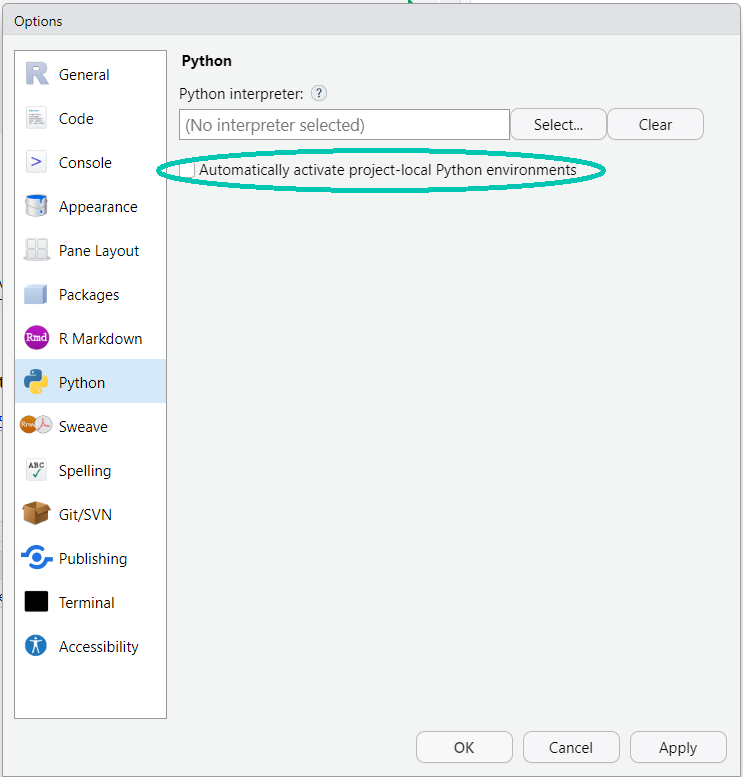 Options
R General
Code
Console
Appearance
Pane Layout
Packages
Rmd R Markdown
Python
Rnw Sweave
ABC Spelling
Git/SVN
Publishing
Terminal
Accessibility
Python
Python interpreter: ?
(No interpreter selected) Select... Clear
Automatically activate project-local Python environments
OK Cancel Apply